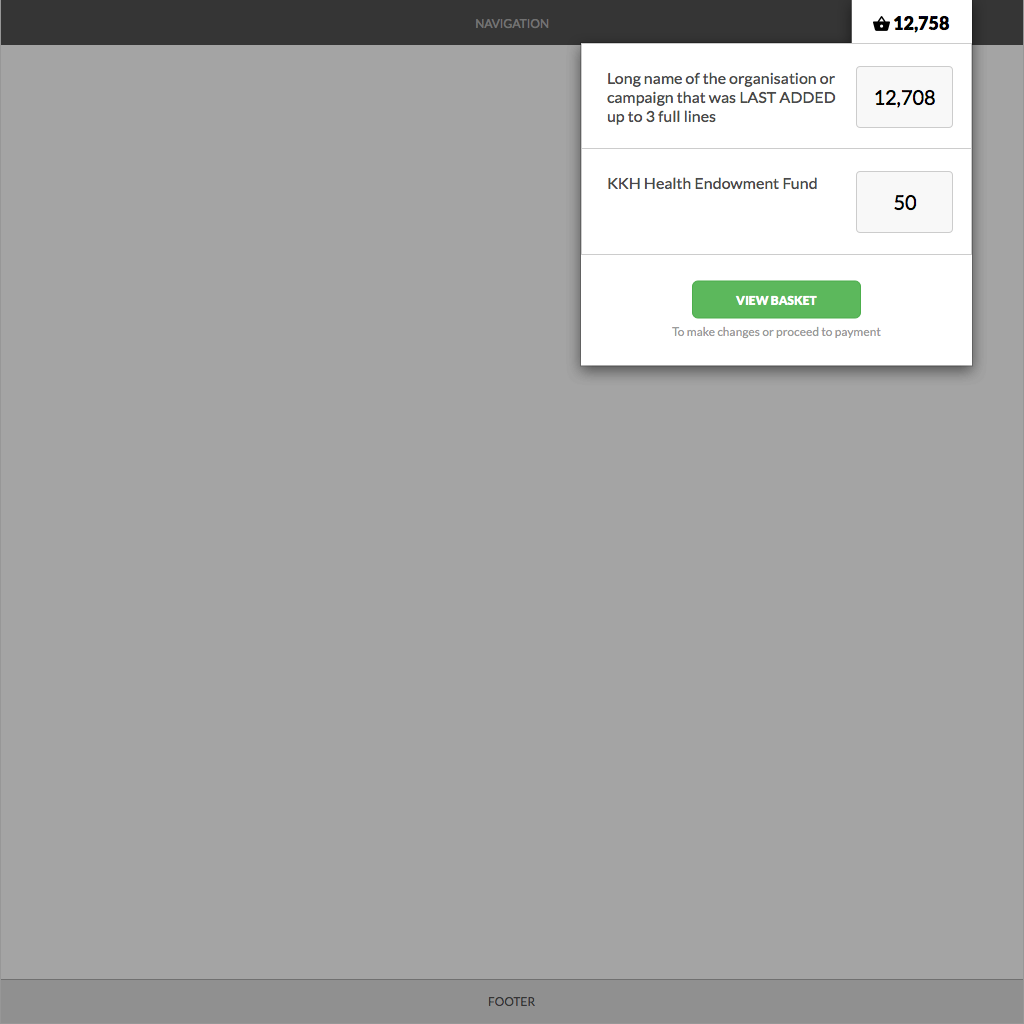 NAVIGATION
12,758
Long name of the organisation or
campaign that was LAST ADDED
up to 3 full lines
12,708
KKH Health Endowment Fund
50
VIEW BASKET
To make changes or proceed to payment
FOOTER